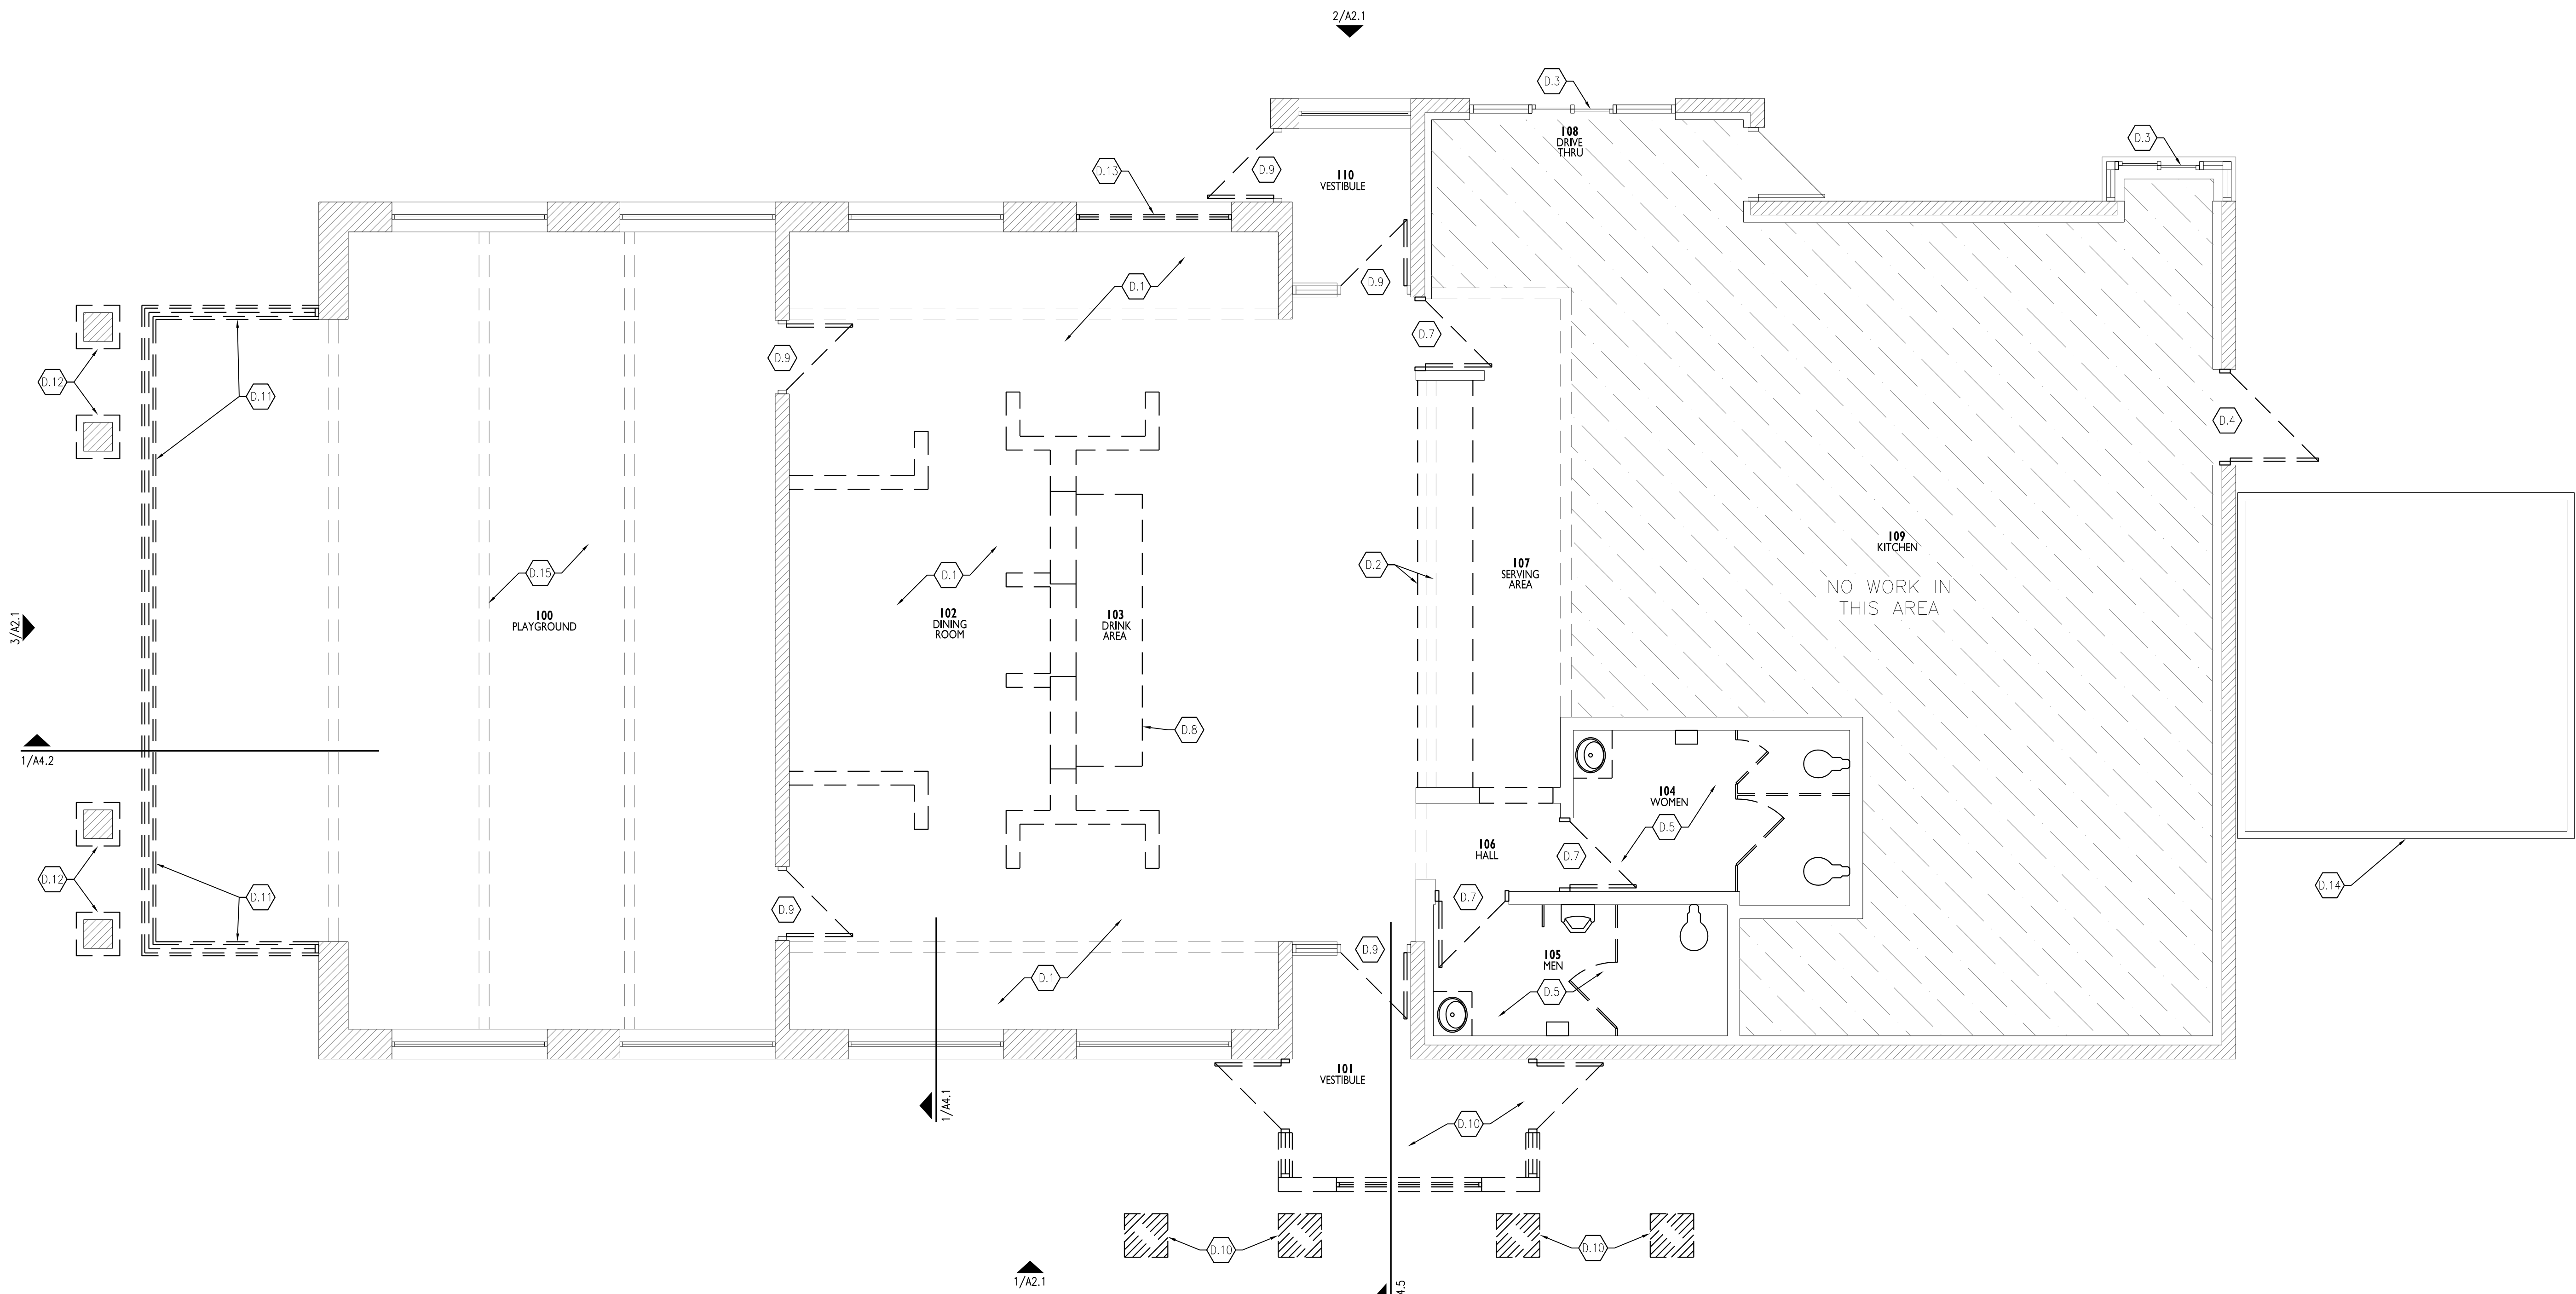 2/A2.1
D.3
108
DRIVE
THRU
D.3
D.13
D.9
110
VESTIBULE
D.1
D.9
D.7
D.9
D.12
D.11
D.4
109
KITCHEN
NO WORK IN
THIS AREA
D.15
100
PLAYGROUND
D.1
102
DINING
ROOM
103
DRINK
AREA
D.2
107
SERVING
AREA
3/A2.1
D.8
1/A4.2
104
WOMEN
D.5
106
HALL
D.7
D.12
D.11
D.9
D.7
D.14
D.9
105
MEN
D.1
D.5
101
VESTIBULE
1/A4.1
D.10
D.10
D.10
1/A2.1
4.5